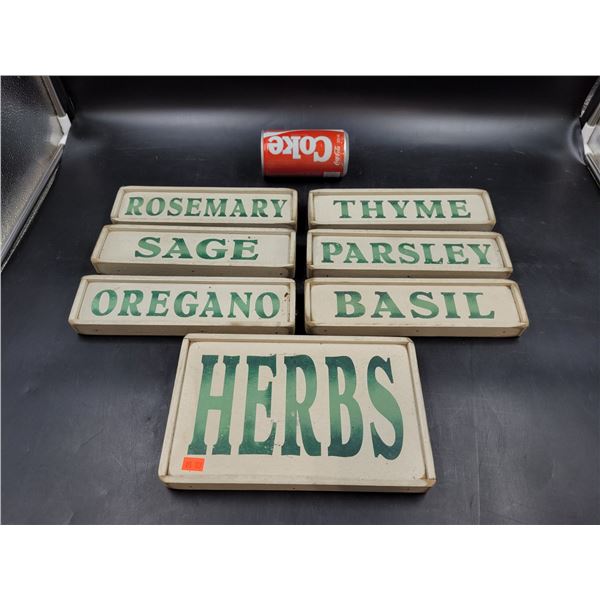 Coke
ROSEMARY
THYME
SAGE
PARSLEY
OREGANO
BASIL
HERBS